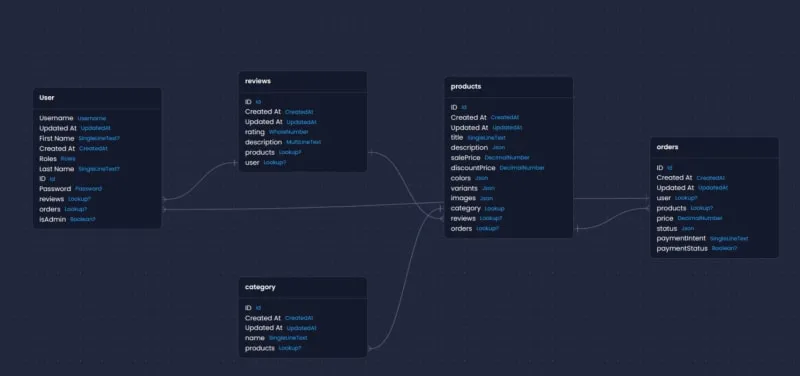 User
Username Username
Updated At UpdatedAt
First Name SingleLineText?
Created At CreatedAt
Roles Roles
Last Name SingleLineText?
ID Id
Password Password
reviews Lookup?
orders Lookup?
isAdmin Boolean?
reviews
ID Id
Created At CreatedAt
Updated At UpdatedAt
rating WholeNumber
description MultiLineText
products Lookup?
user Lookup?
category
ID Id
Created At CreatedAt
Updated At UpdatedAt
name SingleLineText
products Lookup?
products
ID Id
Created At CreatedAt
Updated At UpdatedAt
title SingleLineText
description Json
salePrice DecimalNumber
discountPrice DecimalNumber
colors Json
variants Json
images Json
category Lookup
reviews Lookup?
orders Lookup?
orders
ID Id
Created At CreatedAt
Updated At UpdatedAt
user Lookup?
products Lookup?
price DecimalNumber
status Json
paymentIntent SingleLineText
paymentStatus Boolean?